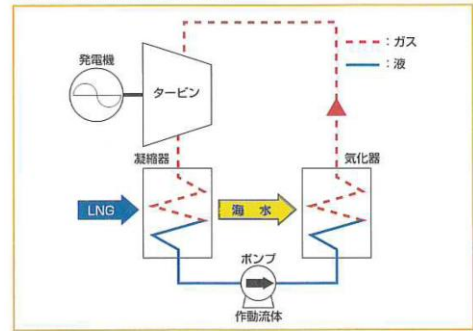 発電機
タービン
：ガス
：液
凝縮器
気化器
LNG
海 水
ポンプ
作動流体